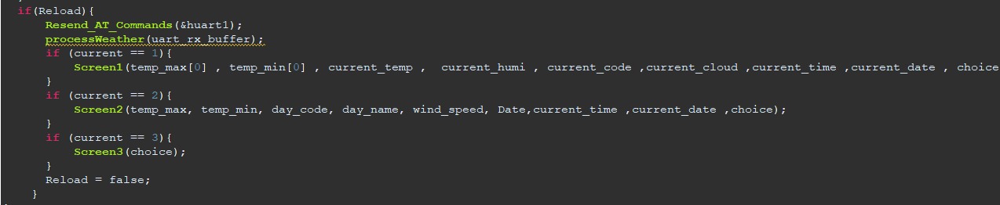 if(Reload){
Resend_AT_Commands(&huart1);
processWeather(uart_rx_buffer);
if (current == 1){
Screen1(temp_max[0] , temp_min[0] , current_temp ,  current_humi , current_code ,current_cloud ,current_time ,current_date , choice
}
if (current == 2){
Screen2(temp_max, temp_min, day_code, day_name, wind_speed, Date,current_time ,current_date ,choice);
}
if (current == 3){
Screen3(choice);
}
Reload = false;
}